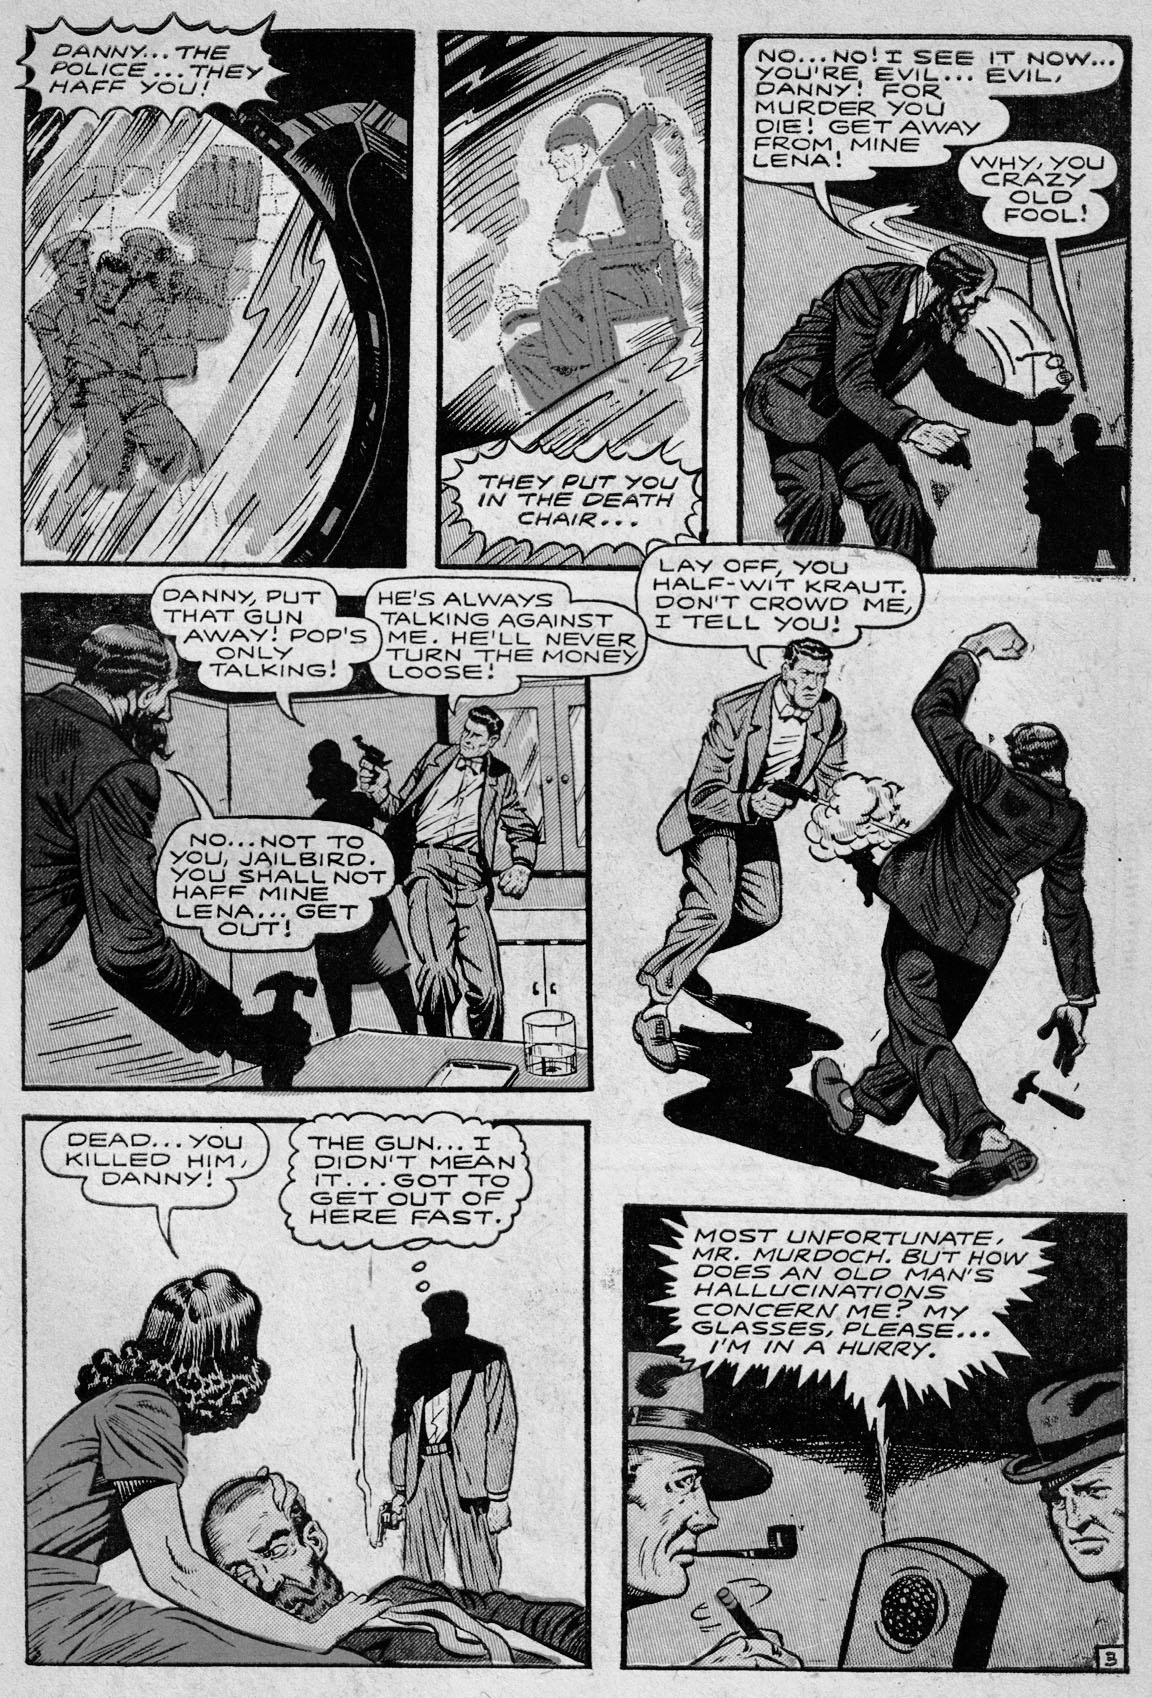 DANNY...THE
POLICE...THEY
HAFF YOU!
THEY PUT YOU
IN THE DEATH
CHAIR...
NO...NO! I SEE IT NOW...
YOU'RE EVIL... EVIL,
DANNY! FOR
MURDER YOU
DIE! GET AWAY
FROM MINE
LENA!
WHY, YOU
CRAZY
OLD
FOOL!
DANNY, PUT
THAT GUN
AWAY! POP'S
ONLY
TALKING!
HE'S ALWAYS
TALKING AGAINST
ME. HE'LL NEVER
TURN THE MONEY
LOOSE!
NO...NOT TO
YOU, JAILBIRD.
YOU SHALL NOT
HAFF MINE
LENA... GET
OUT!
LAY OFF, YOU
HALF-WIT KRAUT.
DON'T CROWD ME,
I TELL YOU!
DEAD...YOU
KILLED HIM,
DANNY!
THE GUN...I
DIDN'T MEAN
IT...GOT TO
GET OUT OF
HERE FAST.
MOST UNFORTUNATE,
MR. MURDOCH. BUT HOW
DOES AN OLD MAN'S
HALLUCINATIONS
CONCERN ME? MY
GLASSES, PLEASE...
I'M IN A HURRY.
3